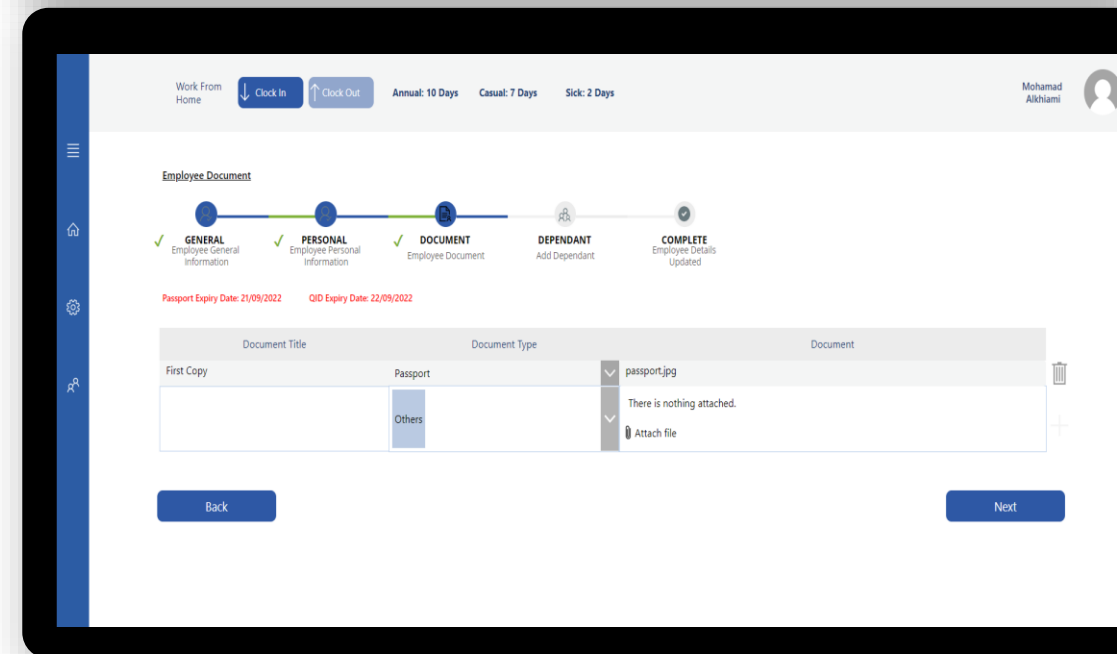 Work From
Home
Clock In
Clock Out
Annual: 10 Days
Casual: 7 Days
Sick: 2 Days
Mohamad
Alkhiami
Employee Document
GENERAL
Employee General
Information
PERSONAL
Employee Personal
Information
DOCUMENT
Employee Document
DEPENDANT
Add Dependant
COMPLETE
Employee Details
Updated
Passport Expiry Date: 21/09/2022
QID Expiry Date: 22/09/2022
Document Title
Document Type
Document
First Copy
Passport
passport.jpg
Others
There is nothing attached.
Attach file
Back
Next